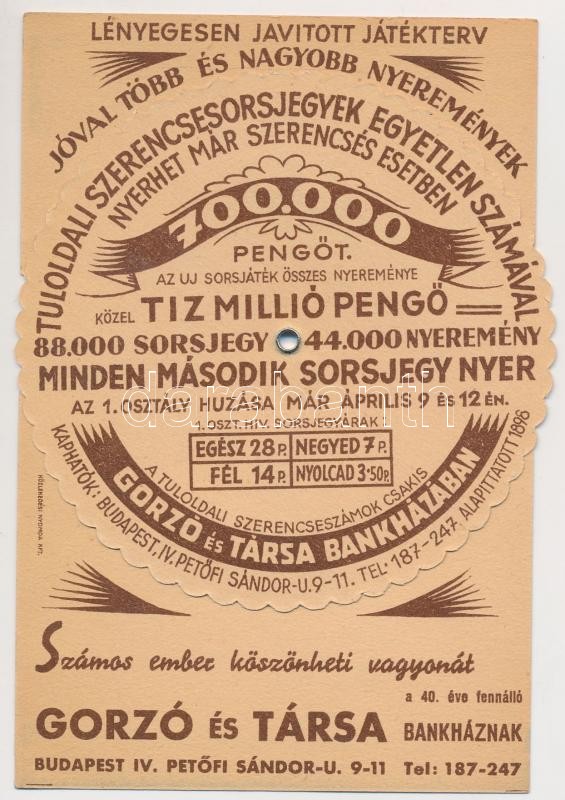 LÉNYEGESEN JAVITOTT JÁTÉKTERV
JÓVAL TÖBB ÉS NAGYOBB NYEREMÉNYEK
TULOLDALI SZERENCSESORSJEGYEK EGYETLEN SZÁMÁVAL
NYERHET MÁR SZERENCSÉS ESETBEN
700.000
PENGŐT.
AZ UJ SORSJÁTÉK ÖSSZES NYEREMÉNYE
KÖZEL TIZ MILLIÓ PENGŐ
88.000 SORSJEGY 44.000 NYEREMÉNY
MINDEN MÁSODIK SORSJEGY NYER
AZ 1. OSZTÁLY HUZÁSA MÁR ÁPRILIS 9 ÉS 12 ÉN.
1. OSZT. HIV. SORSJEGYÁRAK:
EGÉSZ 28 P. NEGYED 7 P.
FÉL 14 P. NYOLCAD 3·50 P.
A TULOLDALI SZERENCSESZÁMOK CSAKIS
GORZÓ ÉS TÁRSA BANKHÁZÁBAN
KAPHATÓK: BUDAPEST, IV. PETŐFI SÁNDOR-U. 9-11. TEL. 187-247 ALAPITTATOTT 1898
NYOMDA KFT.
darabanth
Számos ember köszönheti vagyonát
a 40. éve fennálló
GORZÓ ÉS TÁRSA BANKHÁZNAK
BUDAPEST IV. PETŐFI SÁNDOR-U. 9-11 Tel: 187-247